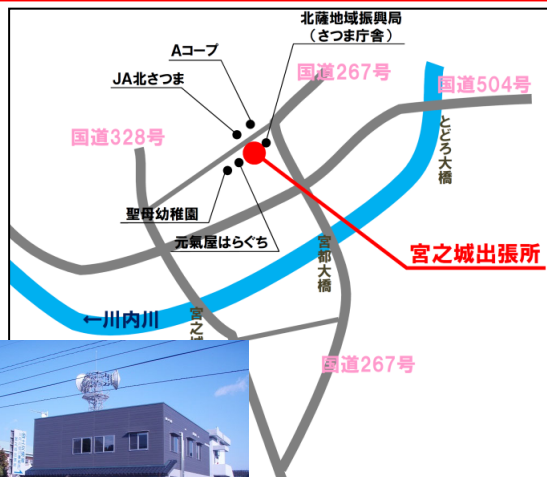 北薩地域振興局
（さつま庁舎）
Aコープ
国道267号
JA北さつま
国道504号
国道328号
とどろ大橋
聖母幼稚園
元氣屋はらぐち
宮都大橋
宮之城出張所
←川内川
宮之城
国道267号